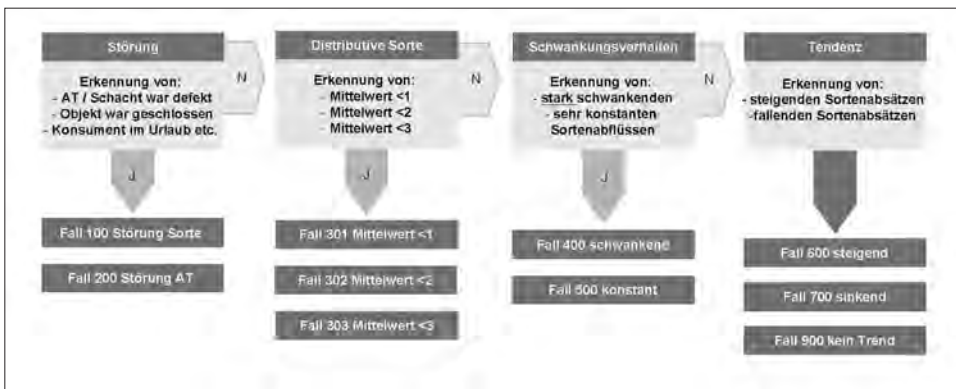 Störung
Erkennung von:
- AT / Schacht war defekt
- Objekt war geschlossen
- Konsument im Urlaub etc.
N
J
Fall 100 Störung Sorte
Fall 200 Störung AT
Distributive Sorte
Erkennung von:
- Mittelwert <1
- Mittelwert <2
- Mittelwert <3
N
J
Fall 301 Mittelwert <1
Fall 302 Mittelwert <2
Fall 303 Mittelwert <3
Schwankungsverhalten
Erkennung von:
- stark schwankenden
- sehr konstanten
Sortenabflüssen
N
J
Fall 400 schwankend
Fall 500 konstant
Tendenz
Erkennung von:
- steigenden Sortenabsätzen
-fallenden Sortenabsätzen
Fall 600 steigend
Fall 700 sinkend
Fall 900 kein Trend